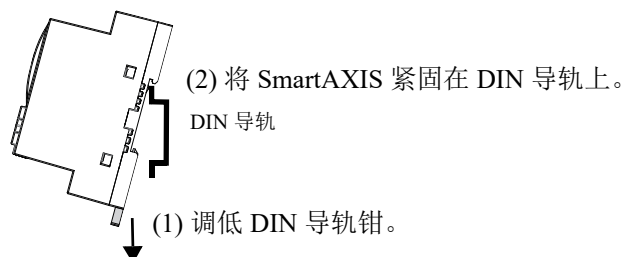 (2) 将 SmartAXIS 紧固在 DIN 导轨上。
DIN 导轨
(1) 调低 DIN 导轨钳。